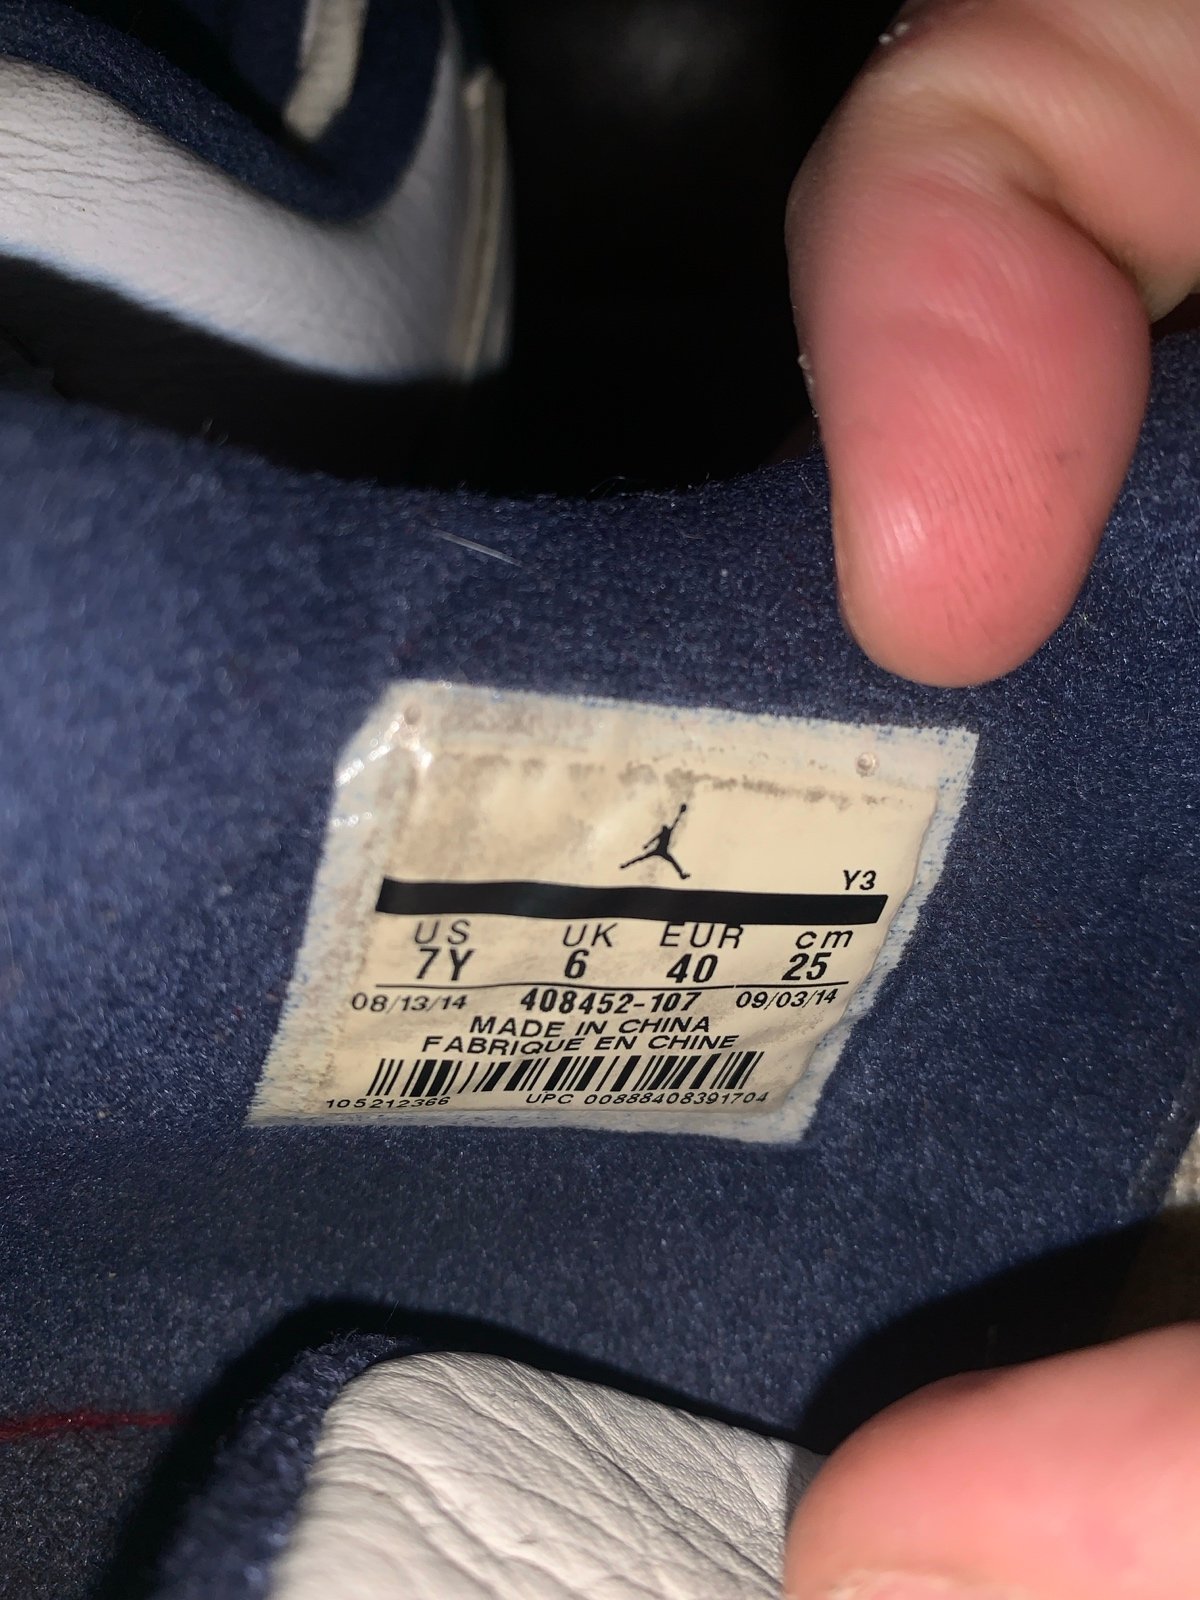 Y3
US UK EUR cm
7Y 6 40 25
08/13/14 408452-107 09/03/14
MADE IN CHINA
FABRIQUE EN CHINE
105212366 UPC 00888408391704